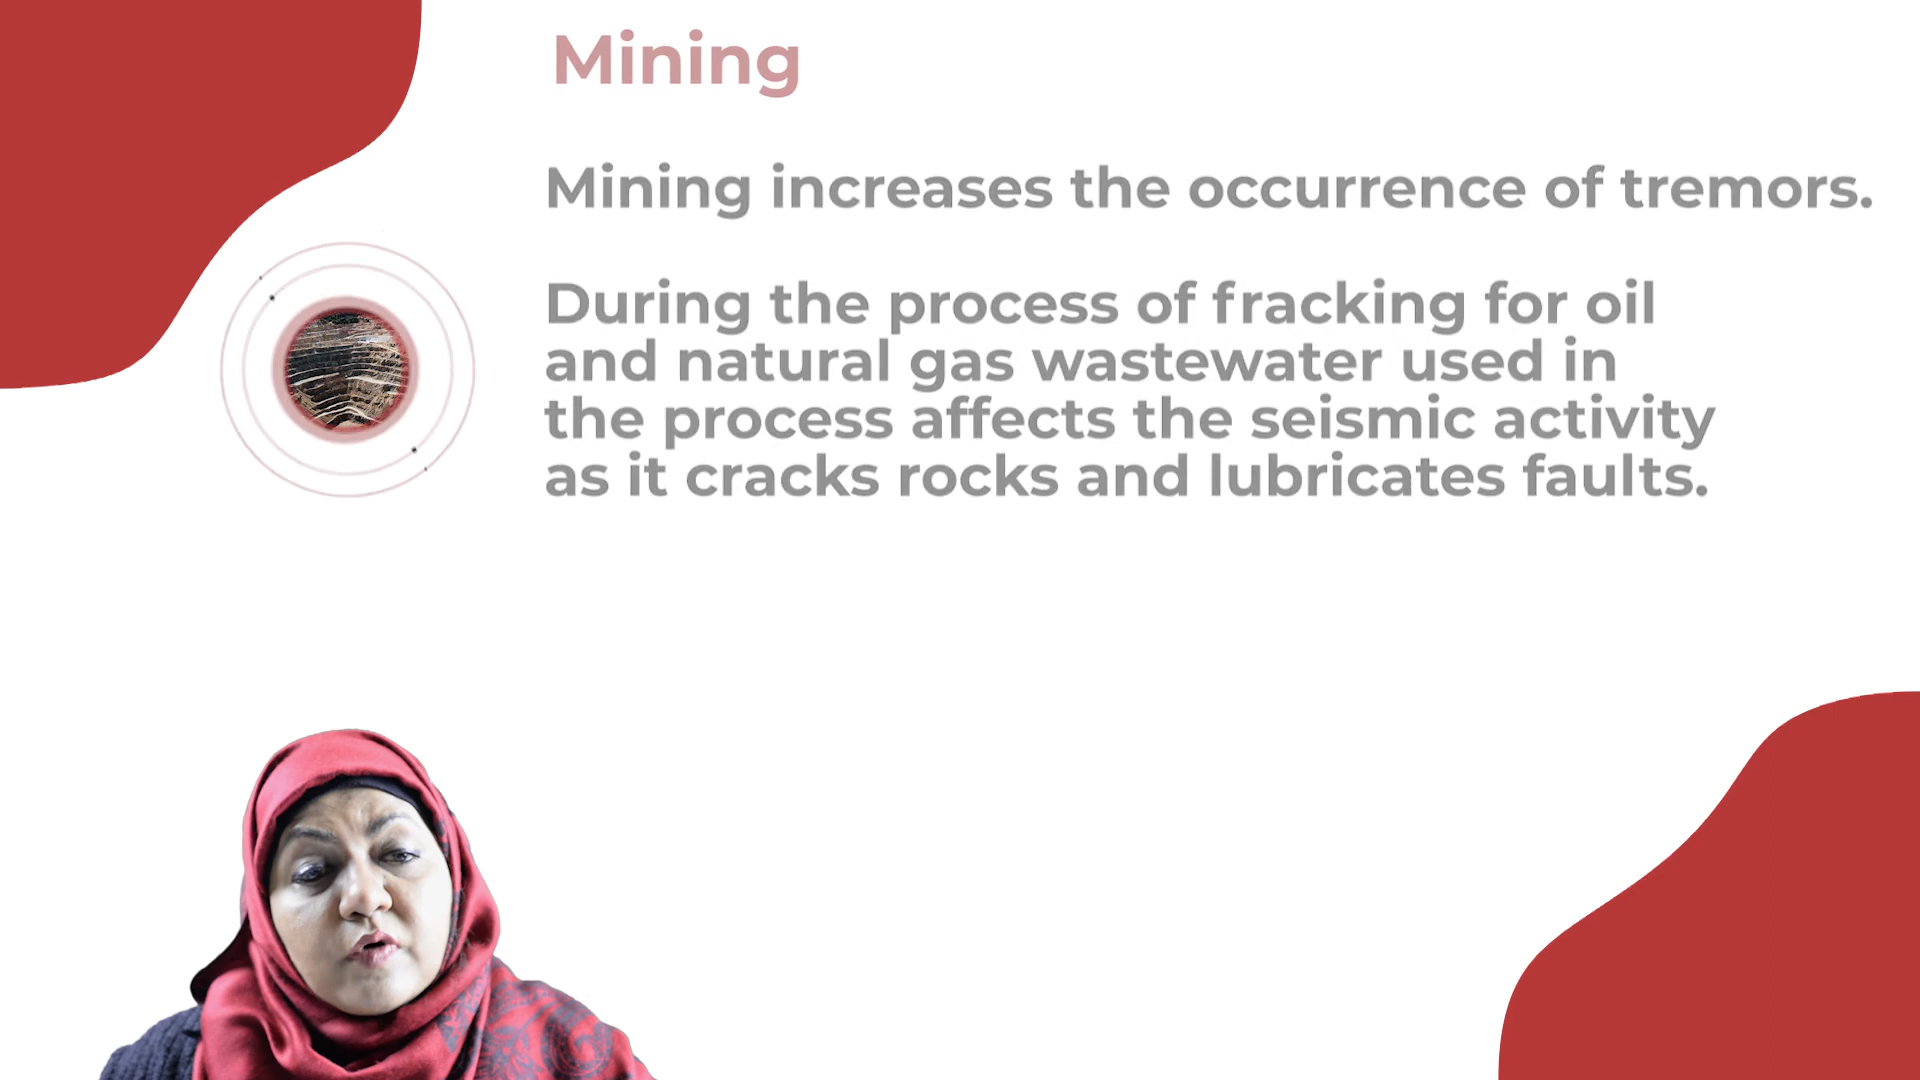 Mining
Mining increases the occurrence of tremors.
During the process of fracking for oil
and natural gas wastewater used in
the process affects the seismic activity
as it cracks rocks and lubricates faults.